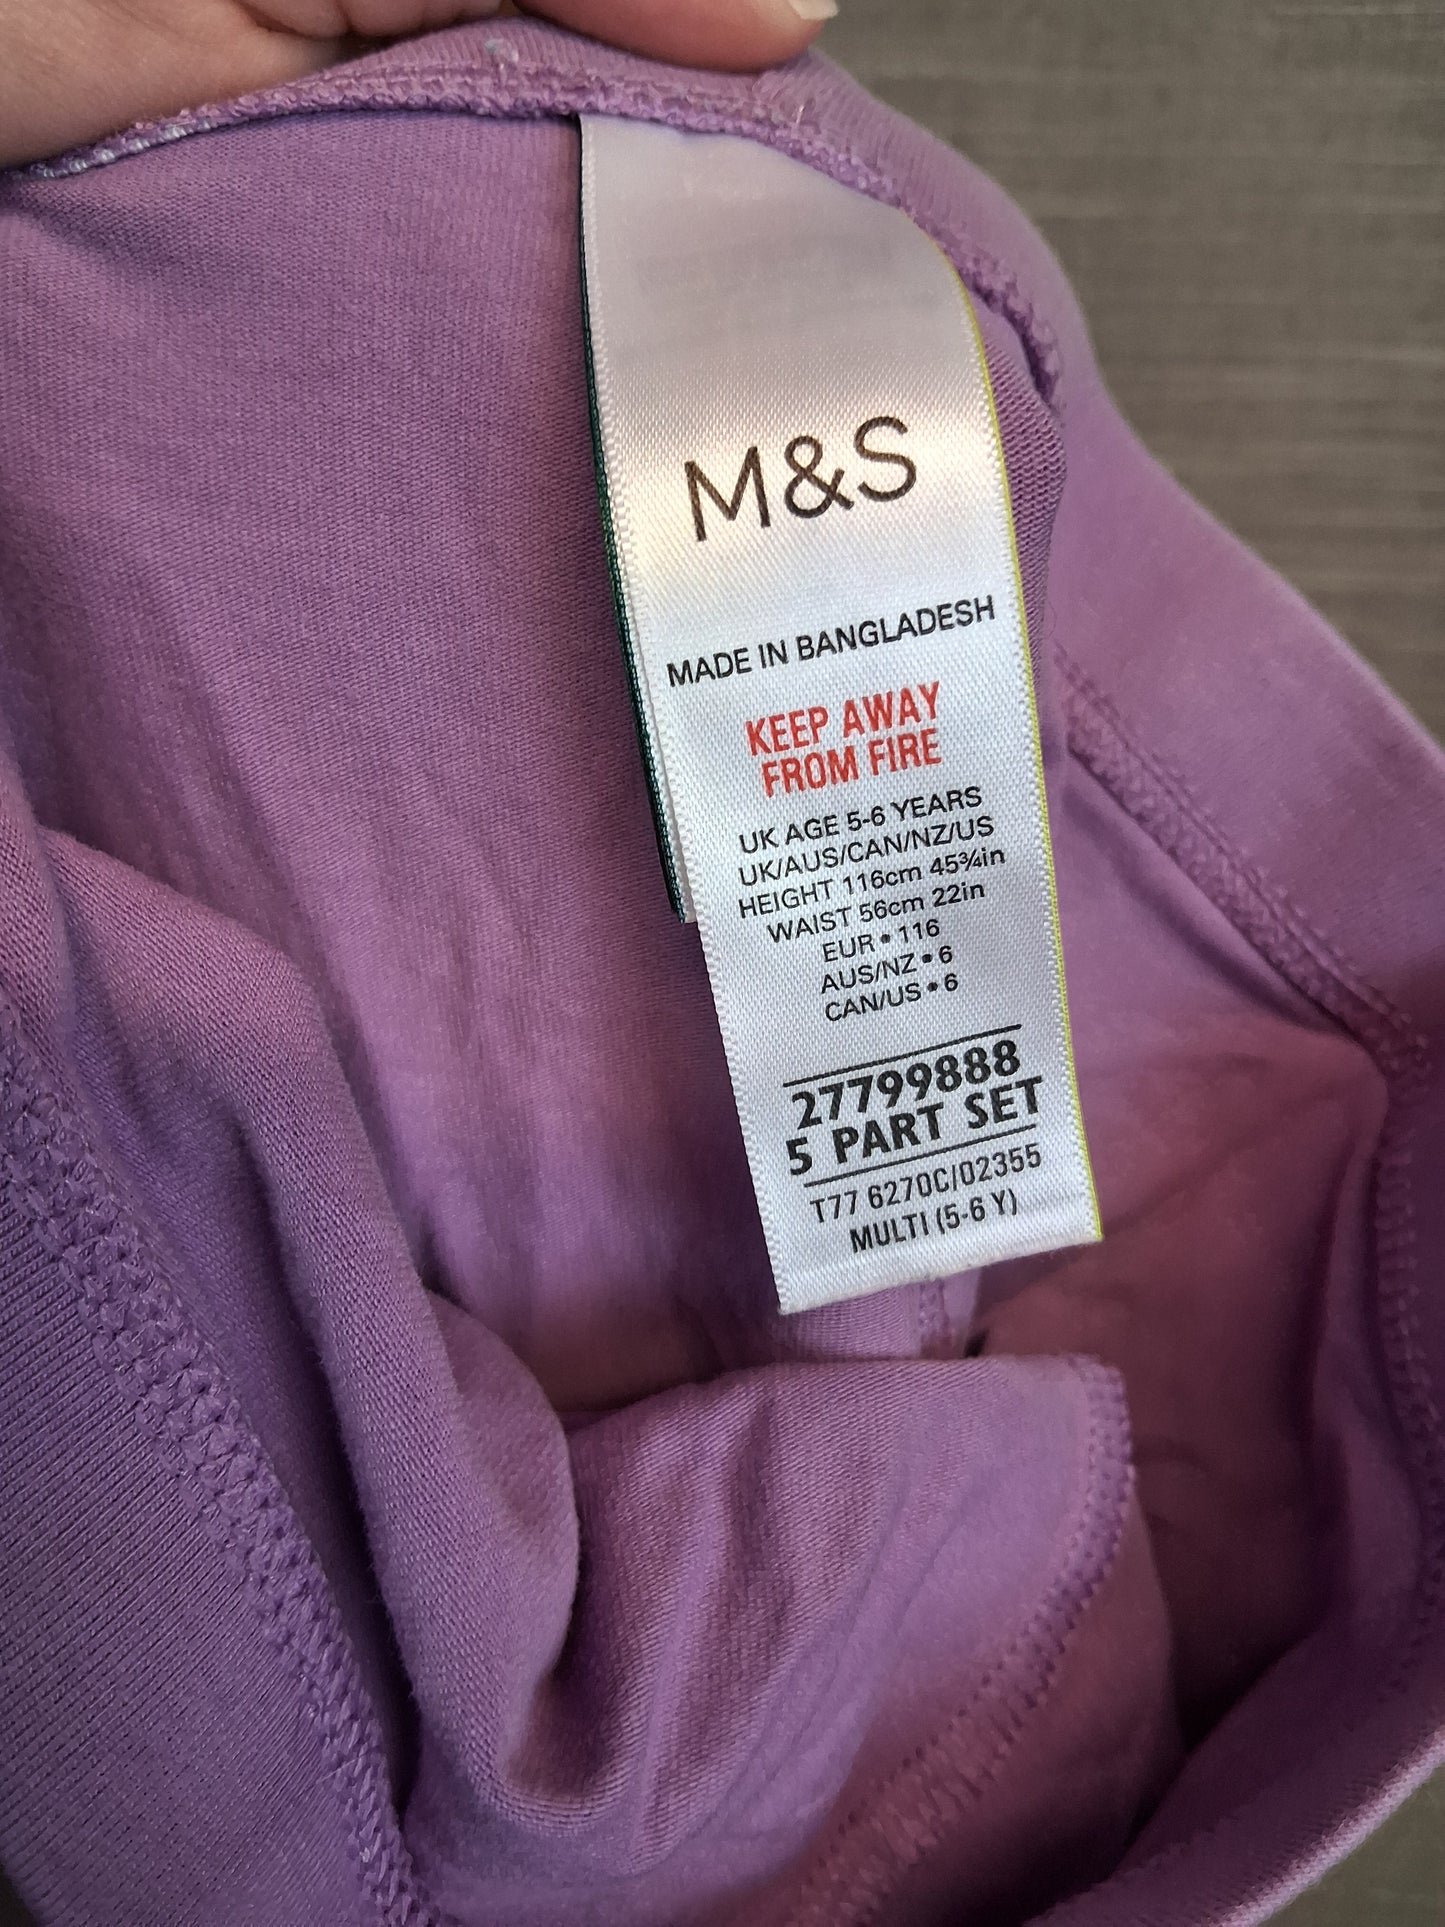 M&S
MADE IN BANGLADESH
KEEP AWAY
FROM FIRE
UK AGE 5-6 YEARS
UK/AUS/CAN/NZ/US
HEIGHT 116cm 45¾in
WAIST 56cm 22in
EUR • 116
AUS/NZ • 6
CAN/US • 6
27799888
5 PART SET
T77 6270C/02355
MULTI (5-6 Y)